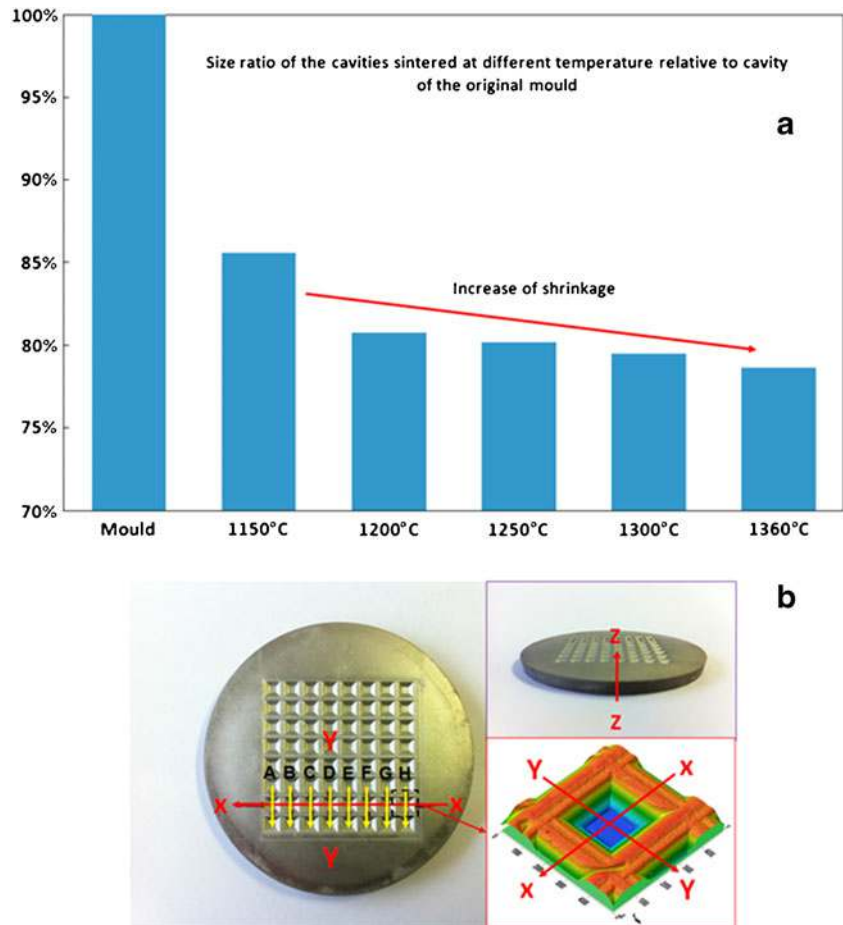 100%
95%
90%
85%
80%
75%
70%
Size ratio of the cavities sintered at different temperature relative to cavity
of the original mould
a
Increase of shrinkage
Mould 1150°C 1200°C 1250°C 1300°C 1360°C
b
Z
Z
Y
A B C D E F G H
X X
Y
Y X
X Y